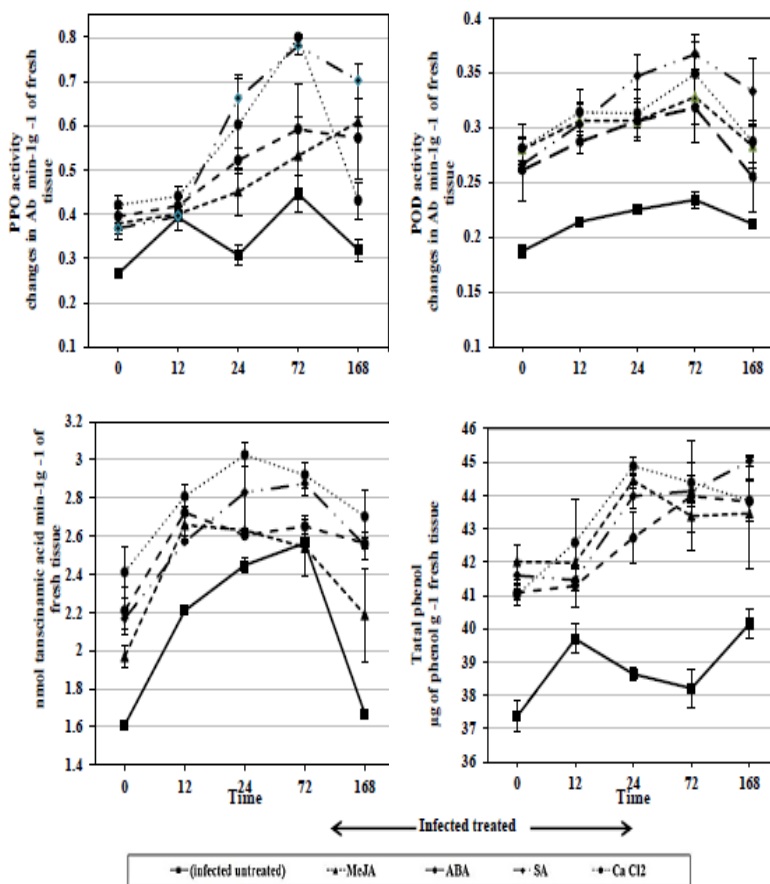 PPO activity
changes in Ab min-1g -1 of fresh
tissue
0.8
0.7
0.6
0.5
0.4
0.3
0.2
0.1
0 12 24 72 168
POD activity
changes in Ab min-1g -1 of fresh
tissue
0.4
0.35
0.3
0.25
0.2
0.15
0.1
0 12 24 72 168
nmol tanscinamic acid min-1g -1 of
fresh tissue
3.2
3
2.8
2.6
2.4
2.2
2
1.8
1.6
1.4
0 12 24 72 168
Time
Tatal phenol
µg of phenol g -1 fresh tissue
46
45
44
43
42
41
40
39
38
37
36
0 12 24 72 168
Time
Infected treated
(infected untreated) MeJA ABA SA Ca Cl2